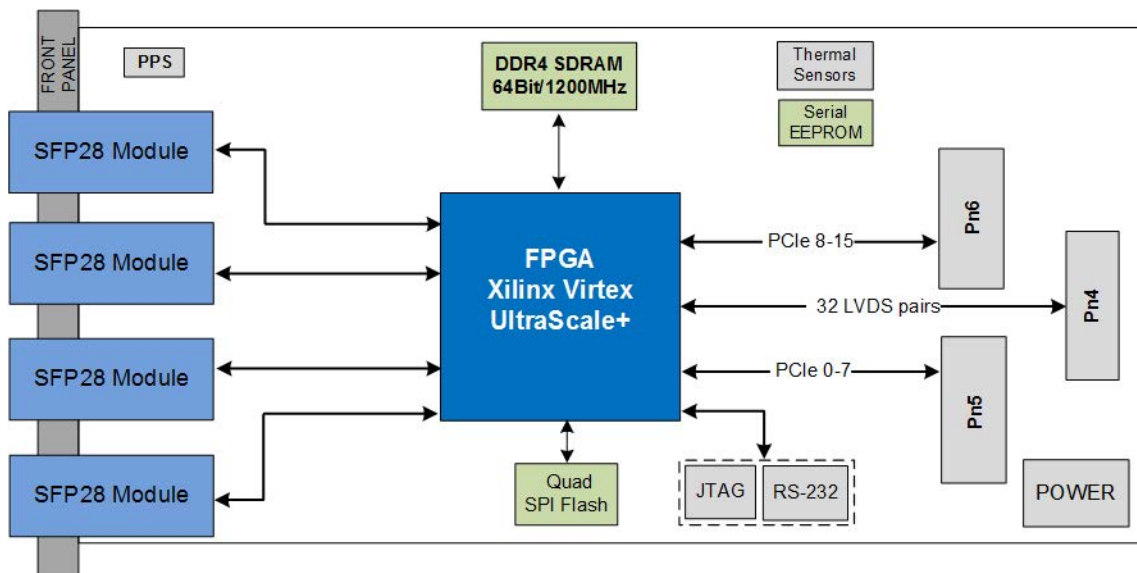 FRONT
PANEL
PPS
DDR4 SDRAM
64Bit/1200MHz
Thermal
Sensors
Serial
EEPROM
SFP28 Module
SFP28 Module
SFP28 Module
SFP28 Module
FPGA
Xilinx Virtex
UltraScale+
PCIe 8-15
Pn6
32 LVDS pairs
Pn4
PCIe 0-7
Pn5
Quad
SPI Flash
JTAG
RS-232
POWER